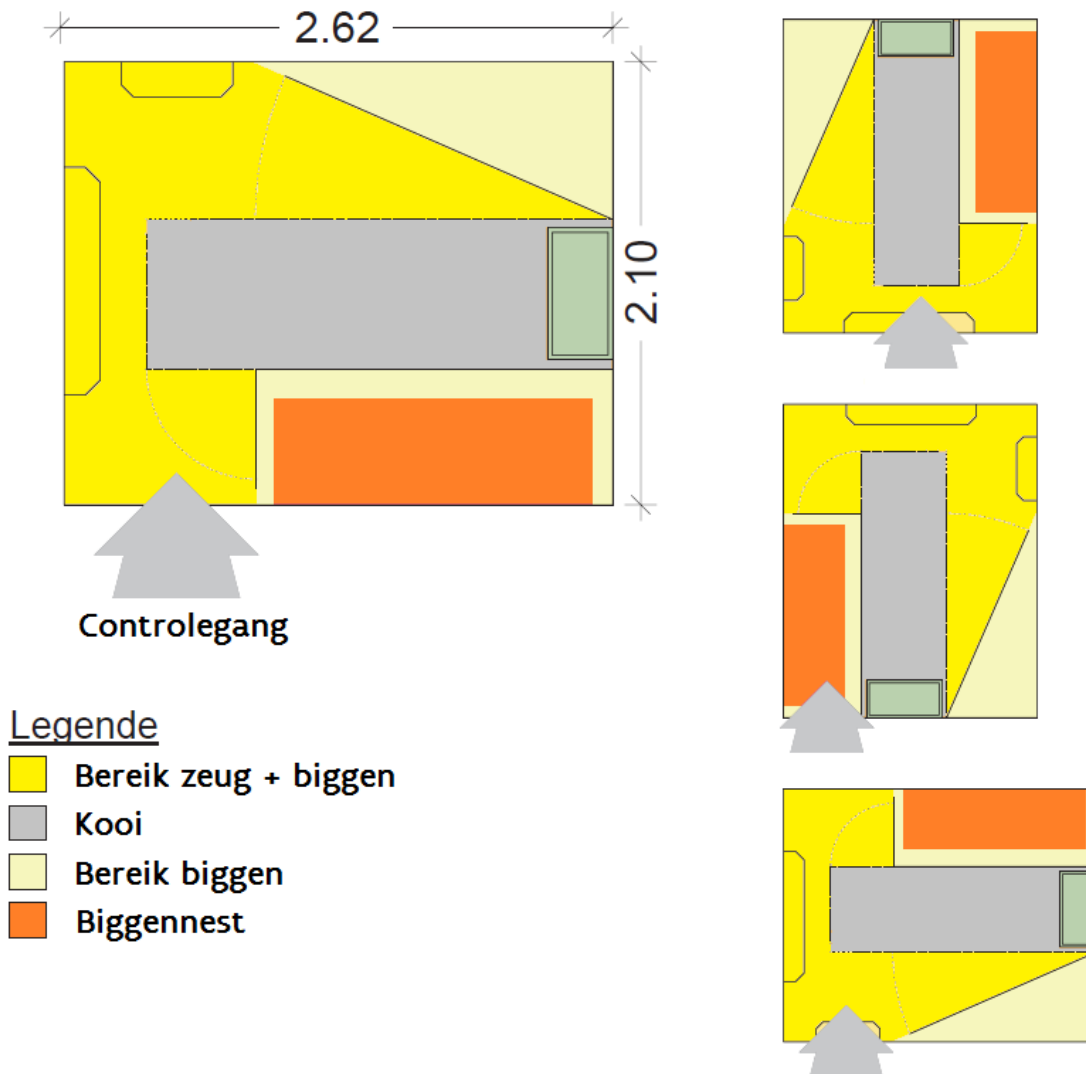 2.62
2.10
Controlegang
Legende
Bereik zeug + biggen
Kooi
Bereik biggen
Biggennest